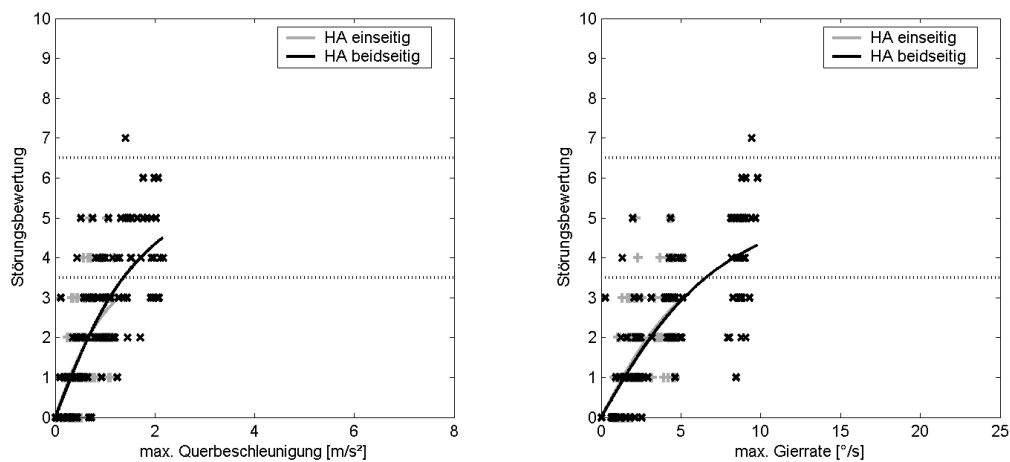 10
9
8
7
6
5
4
3
2
1
0
Störungsbewertung
HA einseitig
HA beidseitig
0 2 4 6 8
max. Querbeschleunigung [m/s²]
10
9
8
7
6
5
4
3
2
1
0
Störungsbewertung
HA einseitig
HA beidseitig
0 5 10 15 20 25
max. Gierrate [°/s]